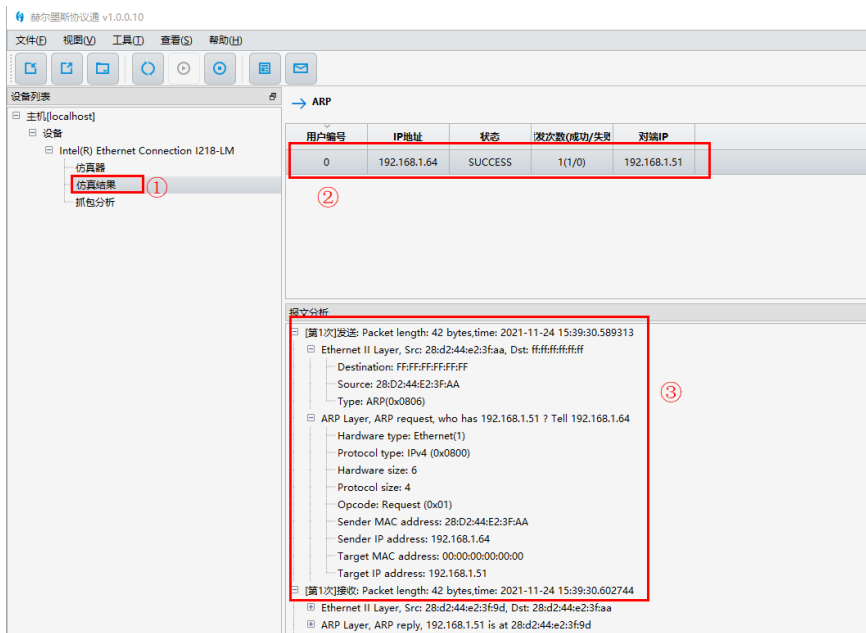 赫尔墨斯协议通 v1.0.0.10
文件(F) 视图(V) 工具(T) 查看(S) 帮助(H)
设备列表
主机[localhost]
设备
Intel(R) Ethernet Connection I218-LM
仿真器
仿真结果
①
抓包分析
ARP
用户编号 IP地址 状态 发次数(成功/失败 对端IP
0 192.168.1.64 SUCCESS 1(1/0) 192.168.1.51
②
报文分析
[第1次]发送: Packet length: 42 bytes,time: 2021-11-24 15:39:30.589313
Ethernet II Layer, Src: 28:d2:44:e2:3f:aa, Dst: ff:ff:ff:ff:ff:ff
Destination: FF:FF:FF:FF:FF:FF
Source: 28:D2:44:E2:3F:AA
Type: ARP(0x0806)
③
ARP Layer, ARP request, who has 192.168.1.51 ? Tell 192.168.1.64
Hardware type: Ethernet(1)
Protocol type: IPv4 (0x0800)
Hardware size: 6
Protocol size: 4
Opcode: Request (0x01)
Sender MAC address: 28:D2:44:E2:3F:AA
Sender IP address: 192.168.1.64
Target MAC address: 00:00:00:00:00:00
Target IP address: 192.168.1.51
[第1次]接收: Packet length: 42 bytes,time: 2021-11-24 15:39:30.602744
Ethernet II Layer, Src: 28:d2:44:e2:3f:9d, Dst: 28:d2:44:e2:3f:aa
ARP Layer, ARP reply, 192.168.1.51 is at 28:d2:44:e2:3f:9d